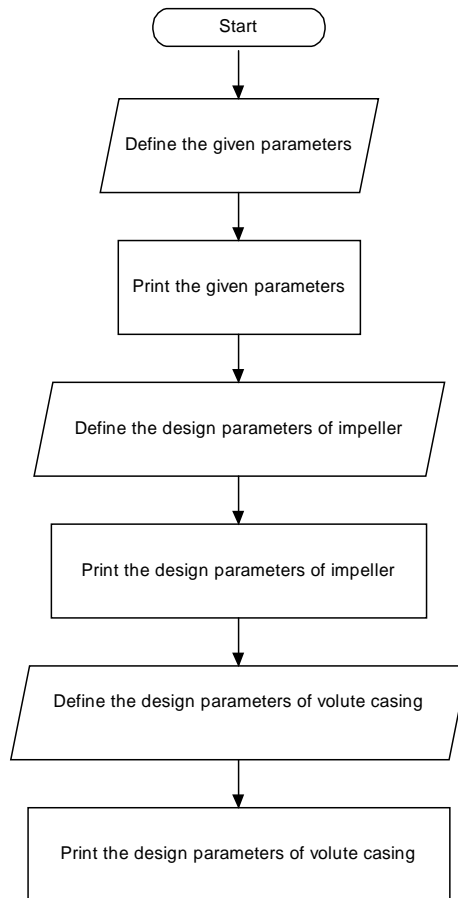 Start
Define the given parameters
Print the given parameters
Define the design parameters of impeller
Print the design parameters of impeller
Define the design parameters of volute casing
Print the design parameters of volute casing